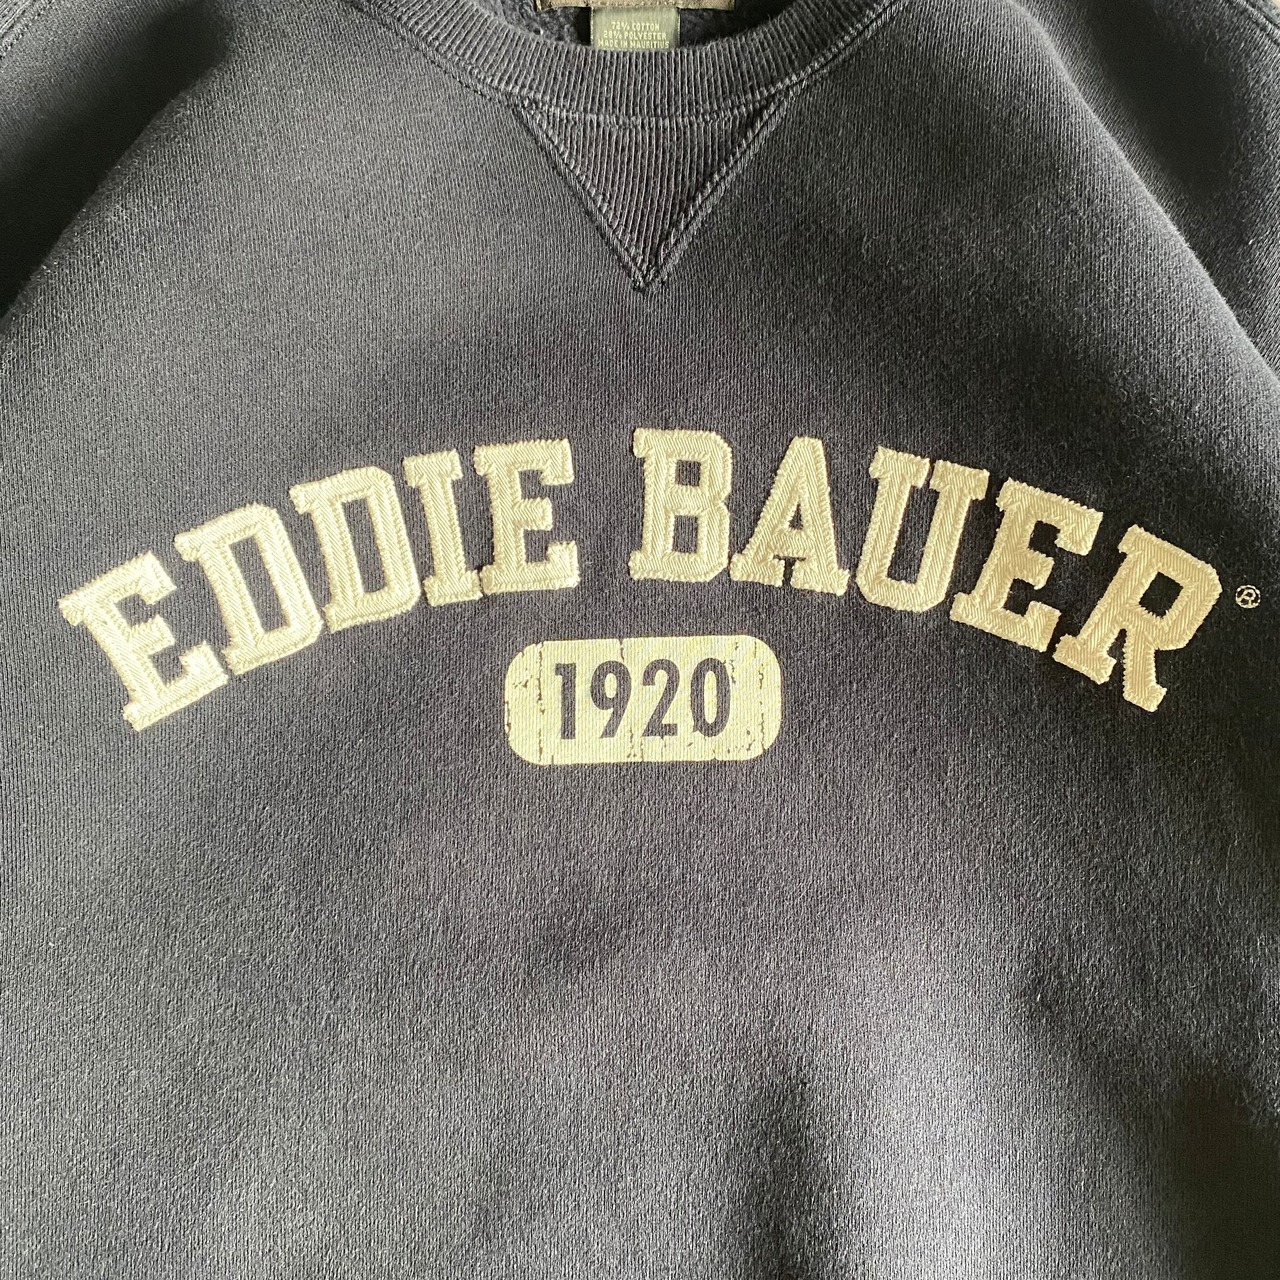 72% COTTON
28% POLYESTER
MADE IN MAURITIUS
EDDIE BAUER®
1920